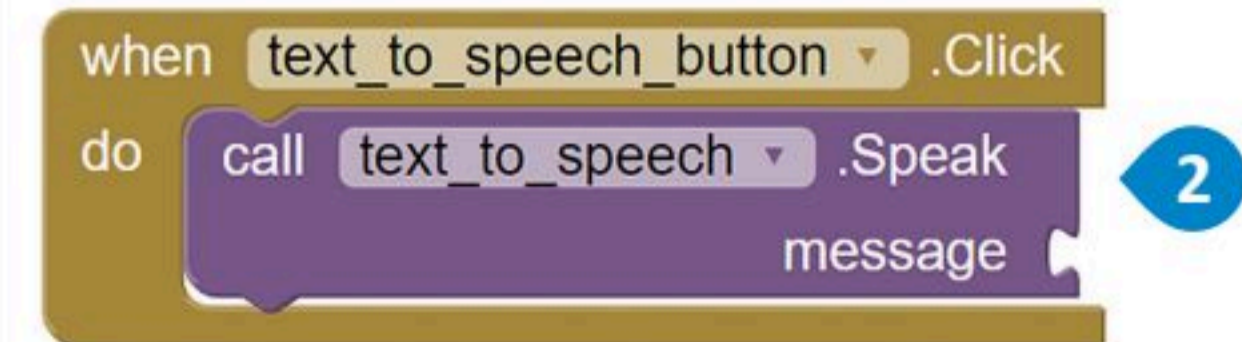 when text_to_speech_button .Click
do call text_to_speech .Speak
message
2